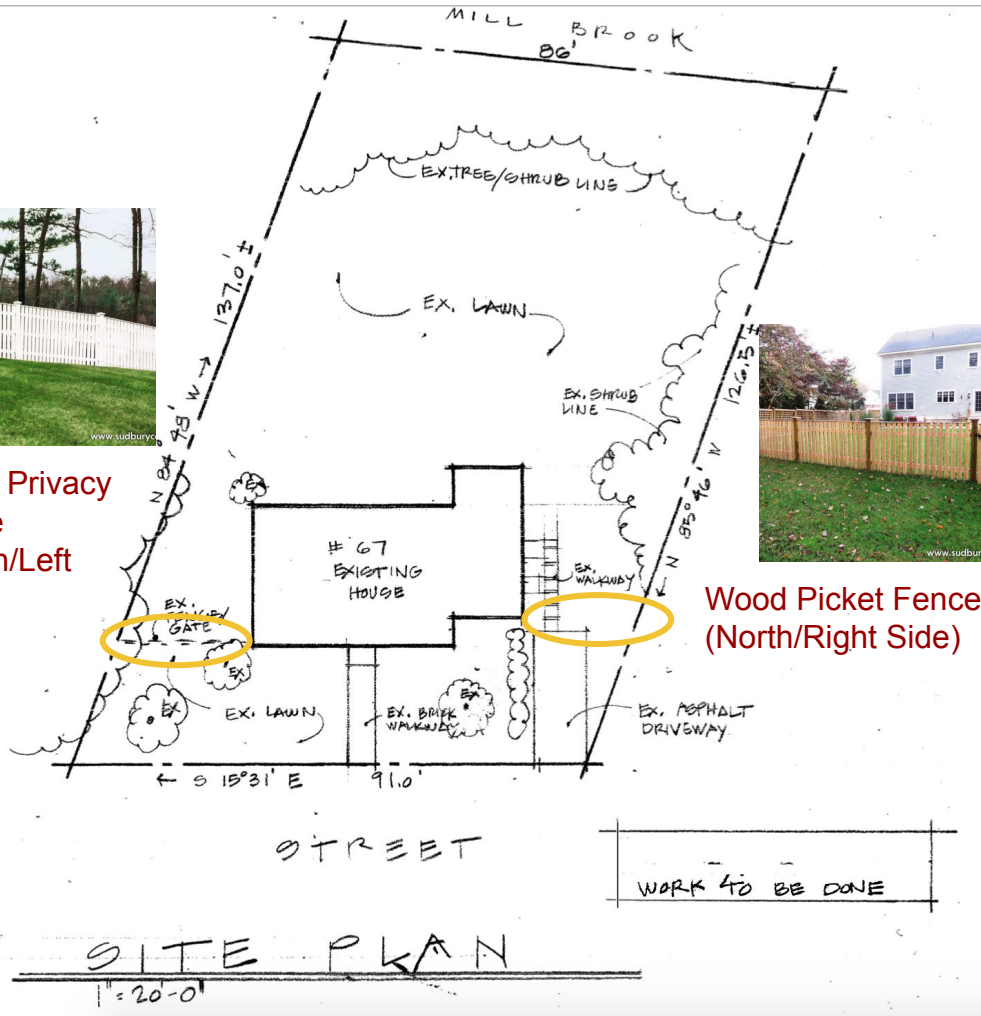 MILL BROOK
86'
EX.TREE/SHRUB LINE
137.0' ±
EX. LAWN
126.5' ±
EX. SHRUB
LINE
www.sudburyc
N 84° 48' W
N 85°46' W
www.sudbur
Privacy
e
n/Left
EX
# 67
EXISTING
HOUSE
EX.
WALKWAY
EX.
GATE
Wood Picket Fence
(North/Right Side)
EX
EX
EX
EX. LAWN
EX. BRICK
WALKWAY
EX. ASPHALT
DRIVEWAY
S 15°31' E
91.0'
STREET
WORK TO BE DONE
SITE PLAN
1"=20'-0"